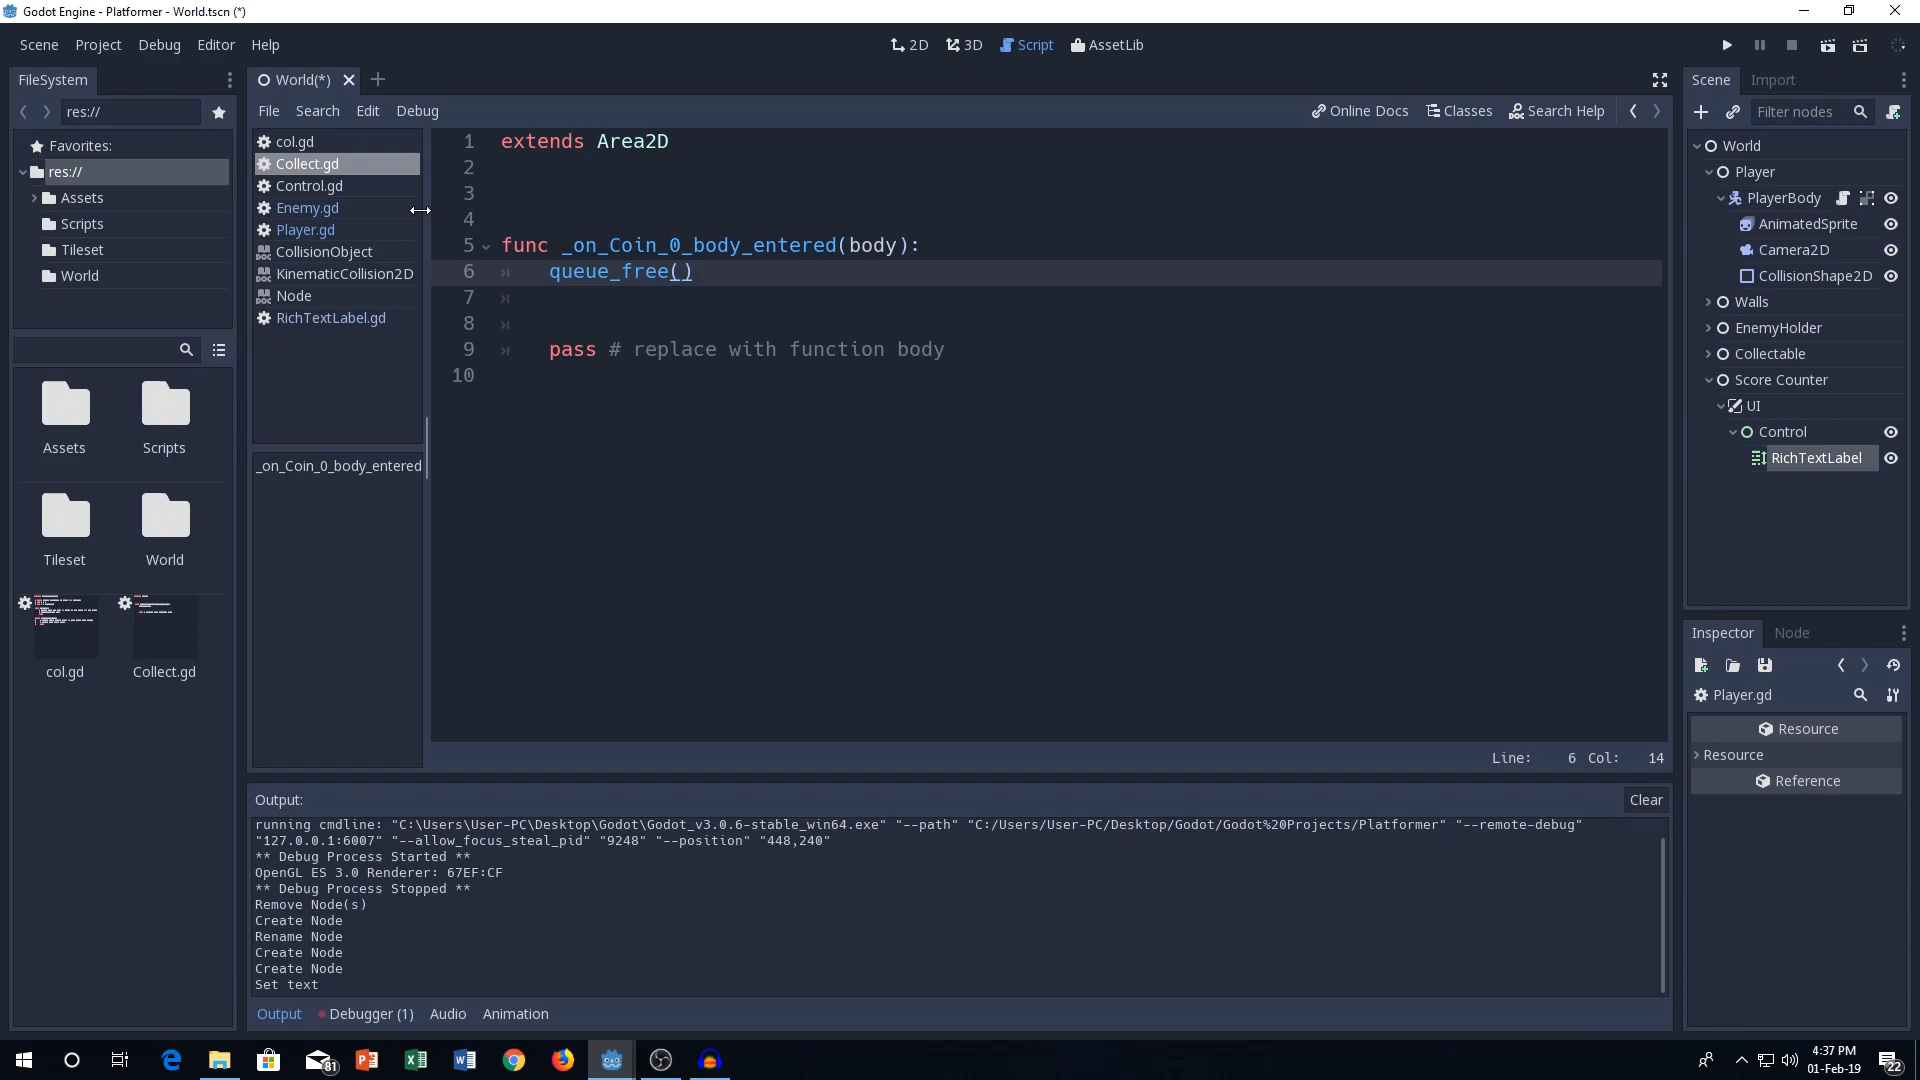 Godot Engine - Platformer - World.tscn (*)
Scene Project Debug Editor Help
2D 3D Script AssetLib
FileSystem
World(*)
Scene Import
res://
File Search Edit Debug
Online Docs Classes Search Help
Filter nodes
Favorites:
res://
Assets
Scripts
Tileset
World
Assets
Scripts
Tileset
World
col.gd
Collect.gd
col.gd
Collect.gd
Control.gd
Enemy.gd
Player.gd
CollisionObject
KinematicCollision2D
Node
RichTextLabel.gd
_on_Coin_0_body_entered
1 extends Area2D
2
3
4
5 func _on_Coin_0_body_entered(body):
6 queue_free()
7
8
9 pass # replace with function body
10
Line: 6 Col: 14
Output:
Clear
running cmdline: "C:\Users\User-PC\Desktop\Godot\Godot_v3.0.6-stable_win64.exe" "--path" "C:/Users/User-PC/Desktop/Godot/Godot%20Projects/Platformer" "--remote-debug"
"127.0.0.1:6007" "--allow_focus_steal_pid" "9248" "--position" "448,240"
** Debug Process Started **
OpenGL ES 3.0 Renderer: 67EF:CF
** Debug Process Stopped **
Remove Node(s)
Create Node
Rename Node
Create Node
Create Node
Set text
Output Debugger (1) Audio Animation
World
Player
PlayerBody
AnimatedSprite
Camera2D
CollisionShape2D
Walls
EnemyHolder
Collectable
Score Counter
UI
Control
RichTextLabel
Inspector Node
Player.gd
Resource
Resource
Reference
81
4:37 PM
01-Feb-19
22